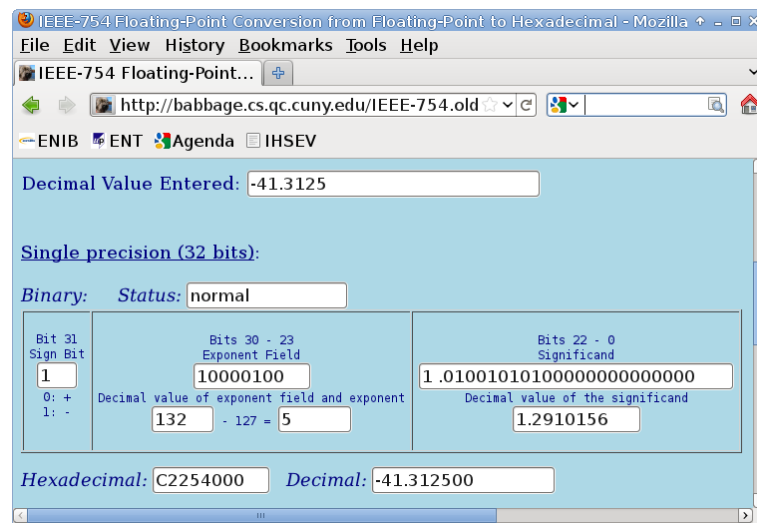 IEEE-754 Floating-Point Conversion from Floating-Point to Hexadecimal - Mozilla
File Edit View History Bookmarks Tools Help
IEEE-754 Floating-Point...
http://babbage.cs.qc.cuny.edu/IEEE-754.old
ENIB ENT Agenda IHSEV
Decimal Value Entered: -41.3125
Single precision (32 bits):
Binary: Status: normal
Bit 31 Bits 30 - 23 Bits 22 - 0
Sign Bit Exponent Field Significand
1 10000100 1 .01001010100000000000000
0: + Decimal value of exponent field and exponent Decimal value of the significand
1: - 132 - 127 = 5 1.2910156
Hexadecimal: C2254000 Decimal: -41.312500